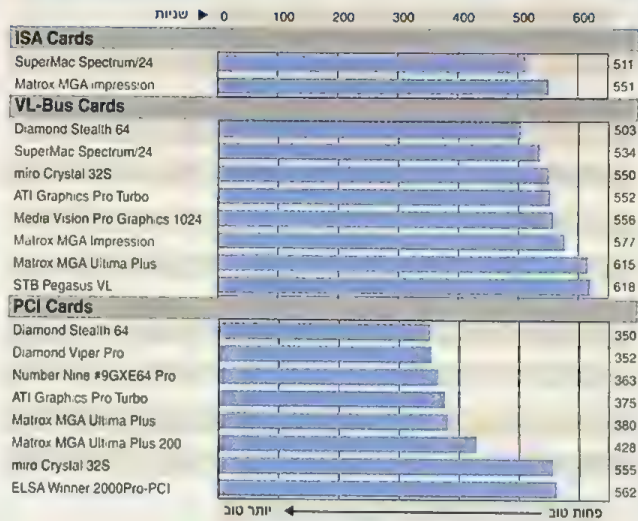 שניות ► 0 100 200 300 400 500 600
ISA Cards
SuperMac Spectrum/24 511
Matrox MGA impression 551
VL-Bus Cards
Diamond Stealth 64 503
SuperMac Spectrum/24 534
miro Crystal 32S 550
ATI Graphics Pro Turbo 552
Media Vision Pro Graphics 1024 556
Matrox MGA Impression 577
Matrox MGA Ultima Plus 615
STB Pegasus VL 618
PCI Cards
Diamond Stealth 64 350
Diamond Viper Pro 352
Number Nine #9GXE64 Pro 363
ATI Graphics Pro Turbo 375
Matrox MGA Ultima Plus 380
Matrox MGA Ultima Plus 200 428
miro Crystal 32S 555
ELSA Winner 2000Pro-PCI 562
יותר טוב ◄ פחות טוב